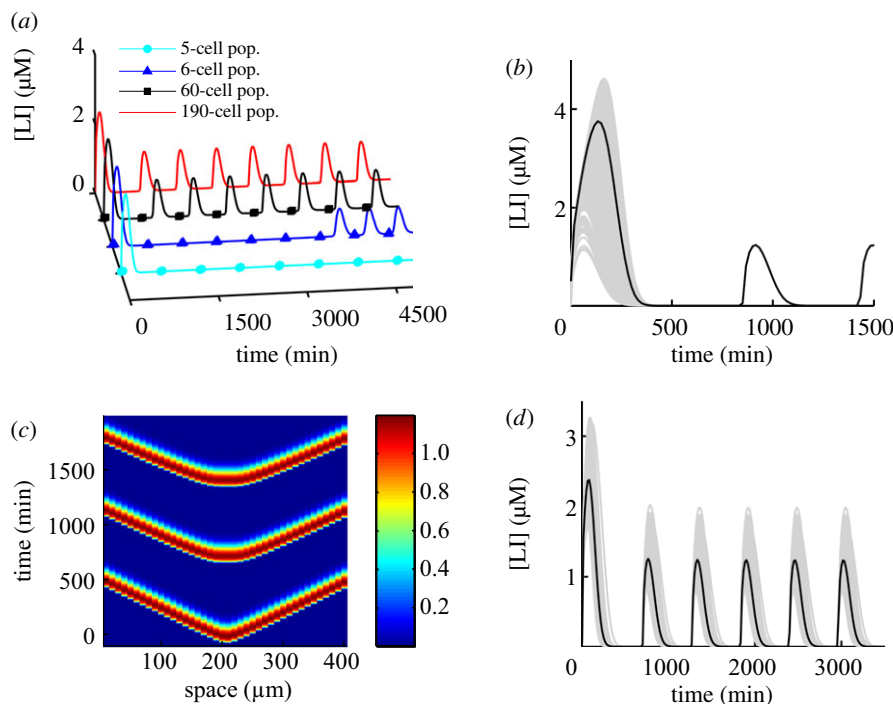 (a)
[LI] (µM)
4
2
0
5-cell pop.
6-cell pop.
60-cell pop.
190-cell pop.
0
1500
3000
4500
time (min)
(b)
[LI] (µM)
4
2
0
500
1000
1500
time (min)
(c)
time (min)
1500
1000
500
0
100
200
300
400
space (µm)
1.0
0.8
0.6
0.4
0.2
(d)
[LI] (µM)
3
2
1
0
1000
2000
3000
time (min)